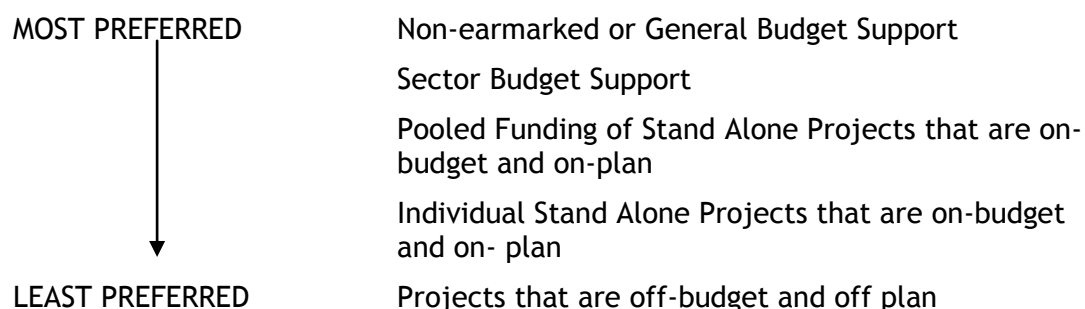 MOST PREFERRED Non-earmarked or General Budget Support
Sector Budget Support
Pooled Funding of Stand Alone Projects that are on-
budget and on-plan
Individual Stand Alone Projects that are on-budget
and on- plan
LEAST PREFERRED Projects that are off-budget and off plan